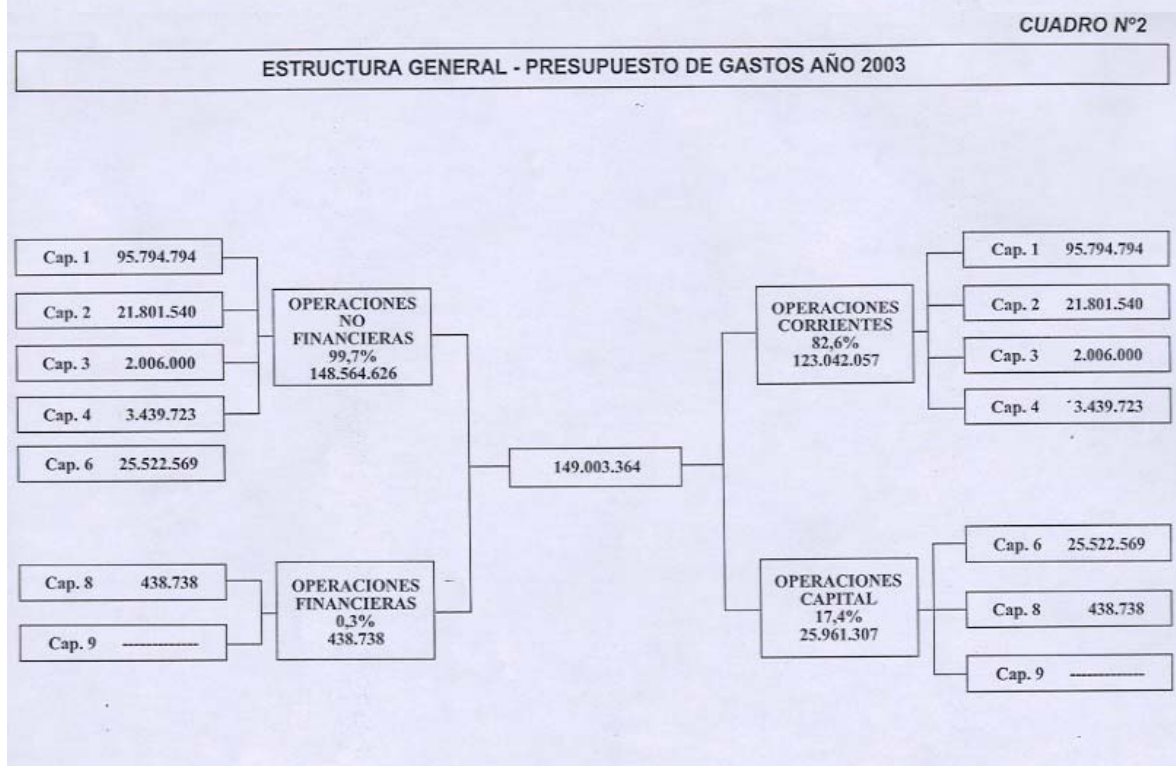 CUADRO Nº2
ESTRUCTURA GENERAL - PRESUPUESTO DE GASTOS AÑO 2003
Cap. 1 95.794.794
Cap. 2 21.801.540
Cap. 3 2.006.000
Cap. 4 3.439.723
Cap. 6 25.522.569
OPERACIONES
NO
FINANCIERAS
99,7%
148.564.626
Cap. 8 438.738
Cap. 9 --------------
OPERACIONES
FINANCIERAS
0,3%
438.738
149.003.364
OPERACIONES
CORRIENTES
82,6%
123.042.057
Cap. 1 95.794.794
Cap. 2 21.801.540
Cap. 3 2.006.000
Cap. 4 3.439.723
OPERACIONES
CAPITAL
17,4%
25.961.307
Cap. 6 25.522.569
Cap. 8 438.738
Cap. 9 --------------